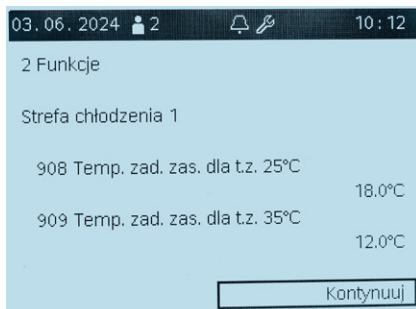 03.06.2024 2 10:12
2 Funkcje
Strefa chłodzenia 1
908 Temp. zad. zas. dla t.z. 25°C
18.0°C
909 Temp. zad. zas. dla t.z. 35°C
12.0°C
Kontynuuj